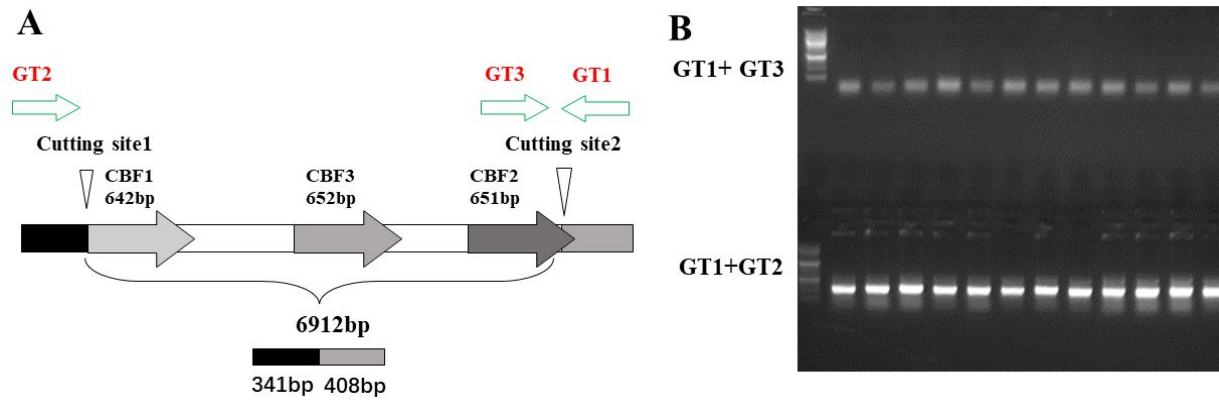 A
GT2
GT3
GT1
Cutting site1
Cutting site2
CBF1
642bp
CBF3
652bp
CBF2
651bp
6912bp
341bp
408bp
B
GT1+ GT3
GT1+GT2